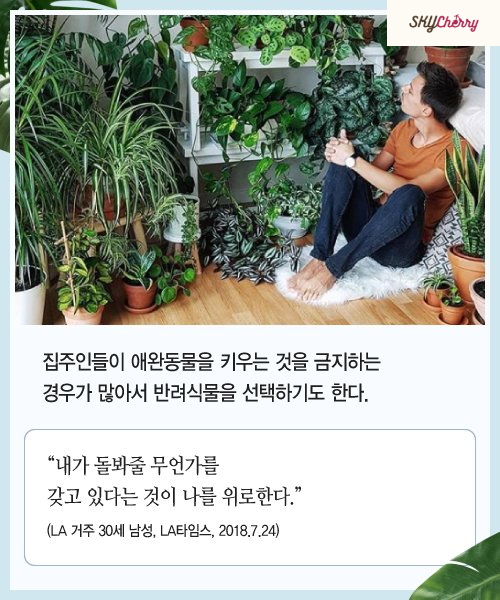 SKYCherry
집주인들이 애완동물을 키우는 것을 금지하는
경우가 많아서 반려식물을 선택하기도 한다.
“내가 돌봐줄 무언가를
갖고 있다는 것이 나를 위로한다.”
(LA 거주 30세 남성, LA타임스, 2018.7.24)